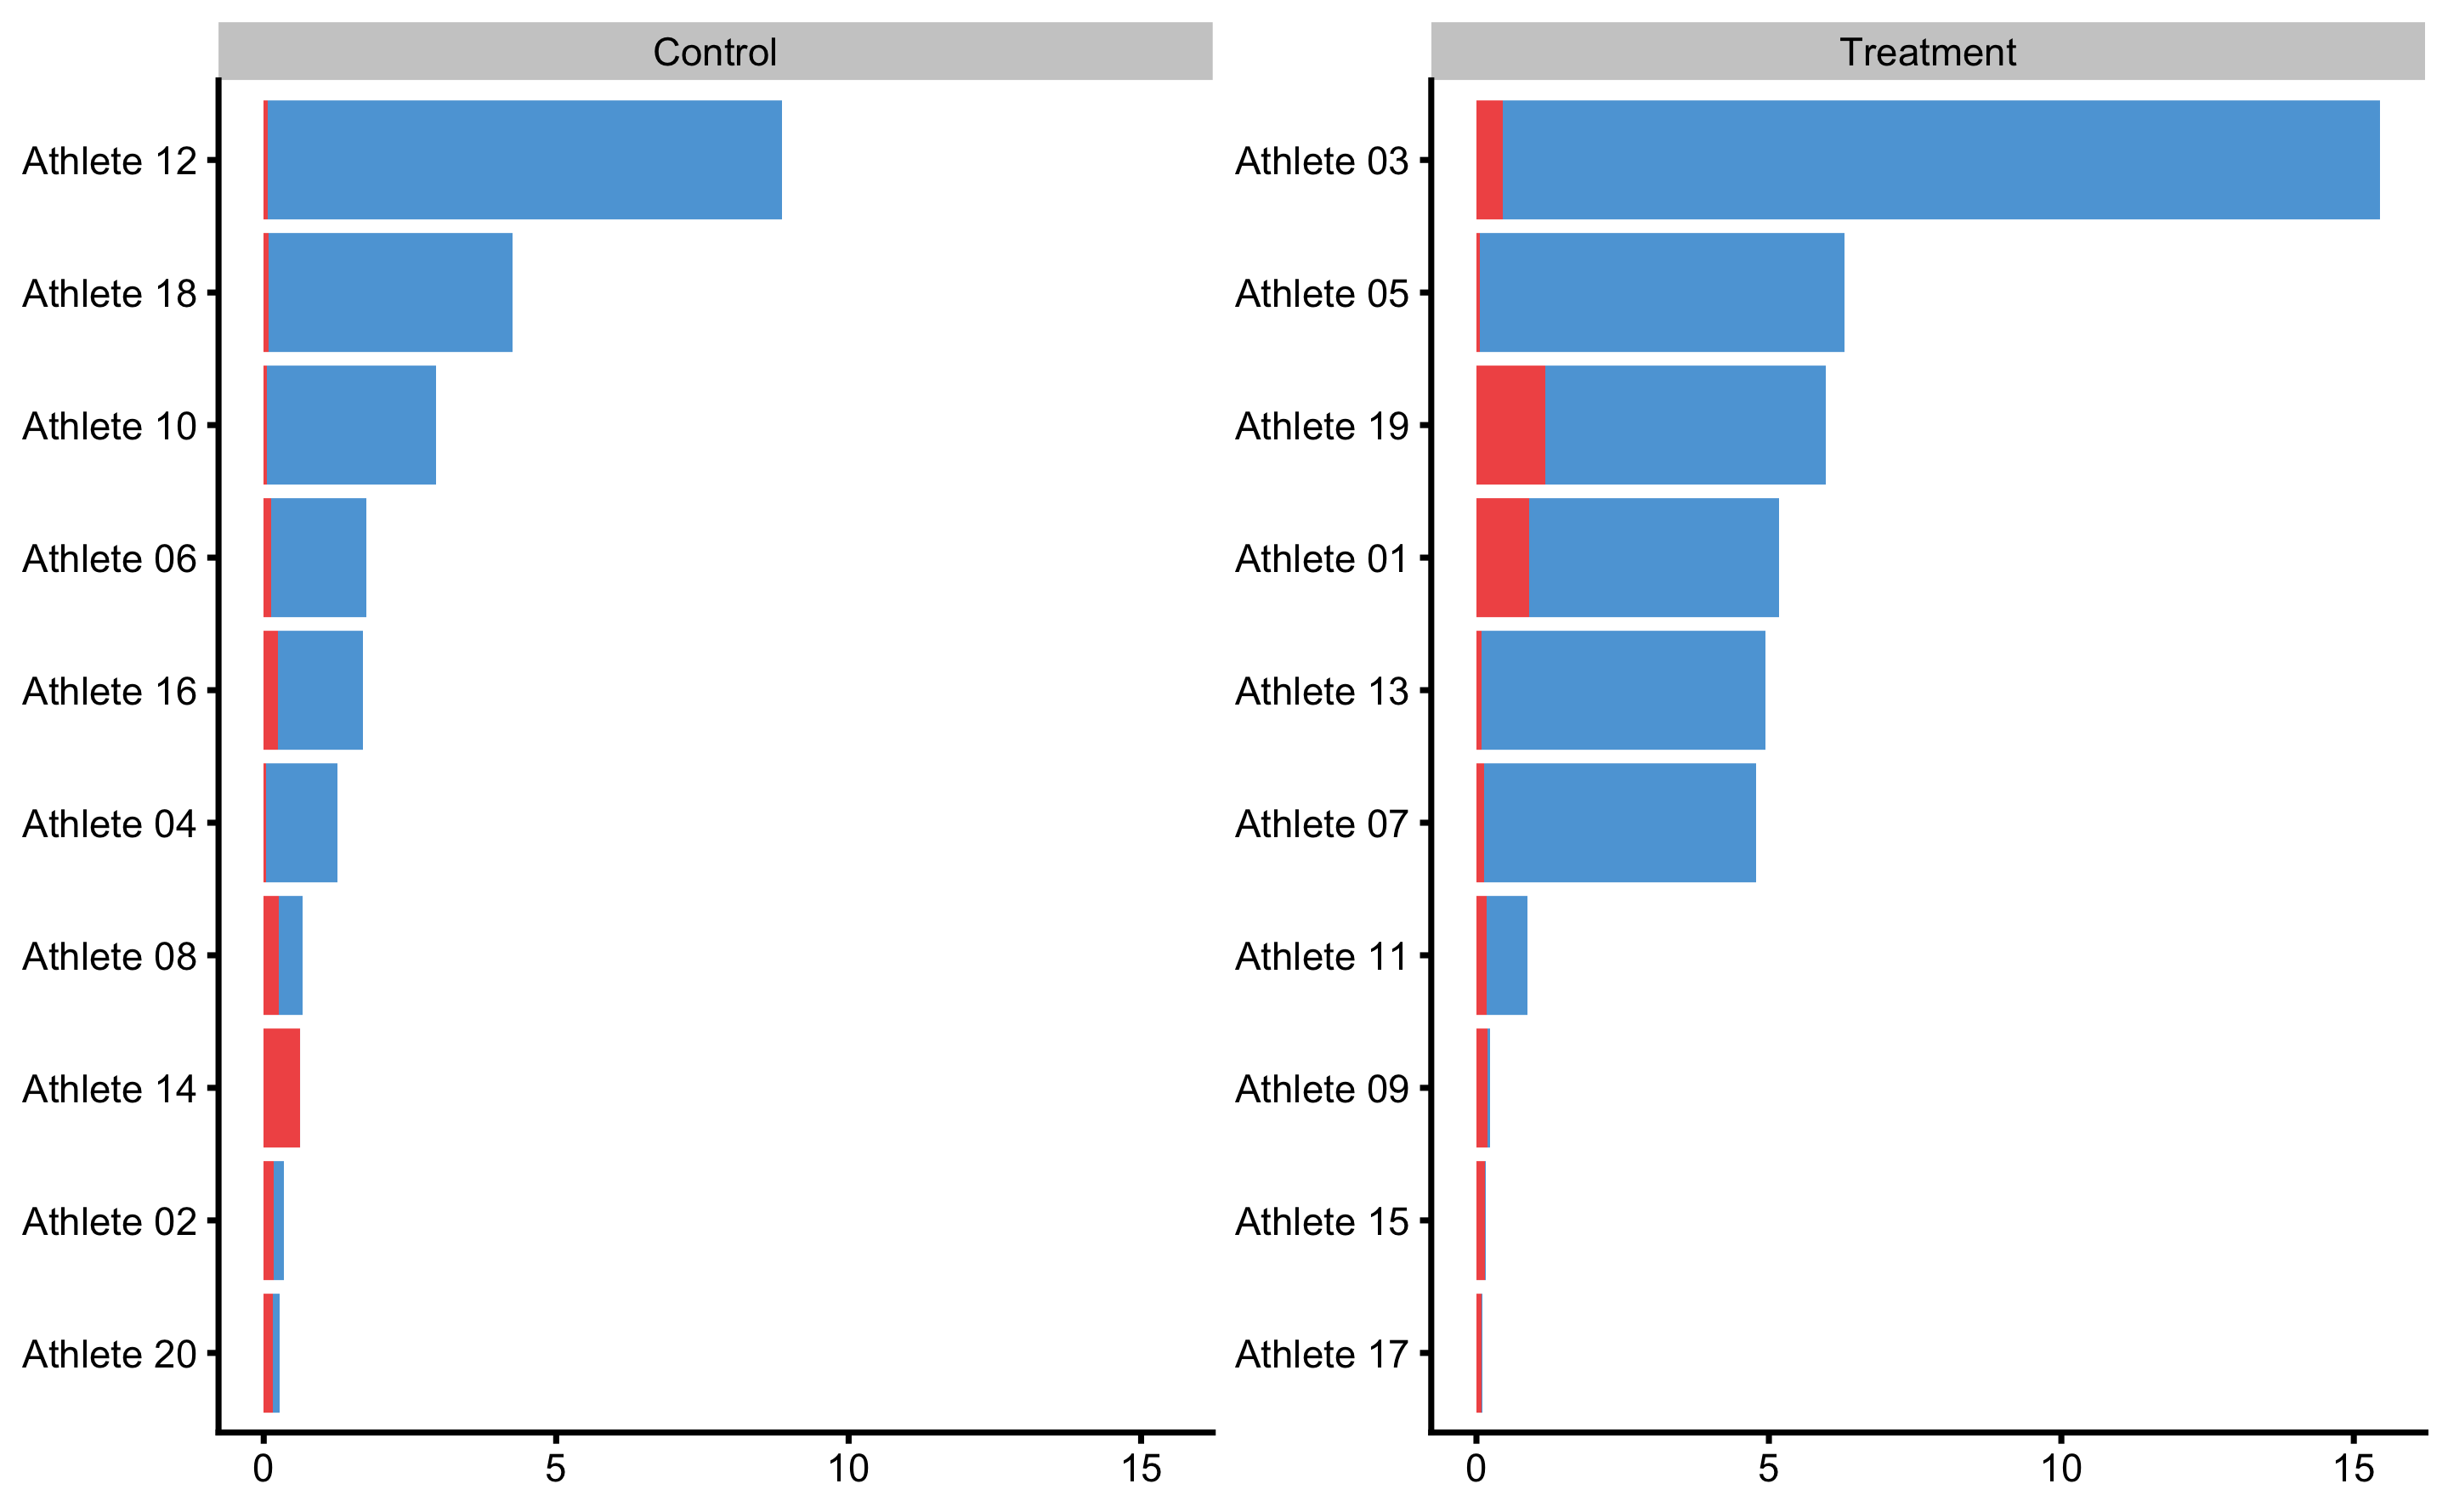 Control
Athlete 12
Athlete 18
Athlete 10
Athlete 06
Athlete 16
Athlete 04
Athlete 08
Athlete 14
Athlete 02
Athlete 20
0 5 10 15
Treatment
Athlete 03
Athlete 05
Athlete 19
Athlete 01
Athlete 13
Athlete 07
Athlete 11
Athlete 09
Athlete 15
Athlete 17
0 5 10 15